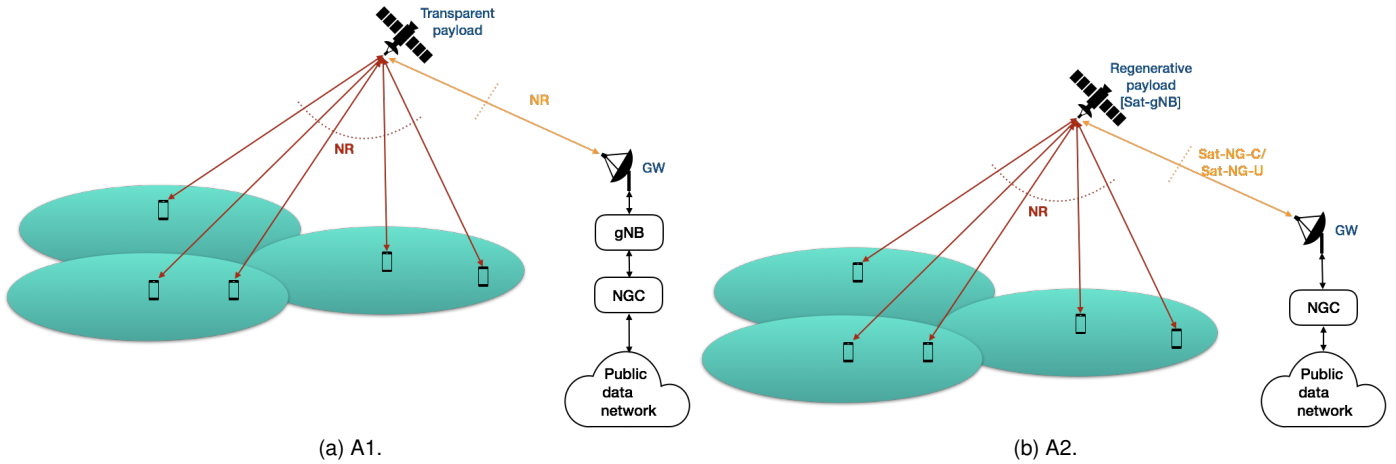 Transparent
payload
NR
NR
GW
gNB
NGC
Public
data
network
(a) A1.
Regenerative
payload
[Sat-gNB]
Sat-NG-C/
Sat-NG-U
NR
GW
NGC
Public
data
network
(b) A2.